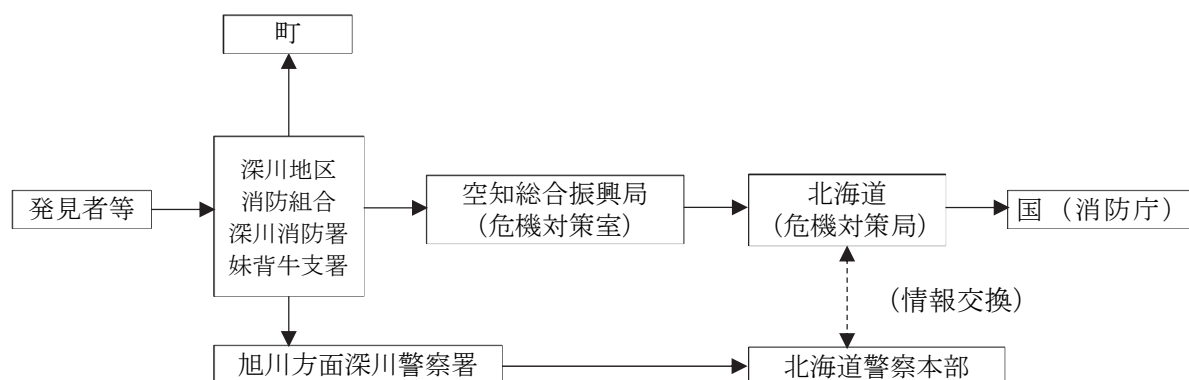 町
発見者等
深川地区
消防組合
深川消防署
妹背牛支署
空知総合振興局
(危機対策室)
北海道
(危機対策局)
国（消防庁）
(情報交換)
旭川方面深川警察署
北海道警察本部